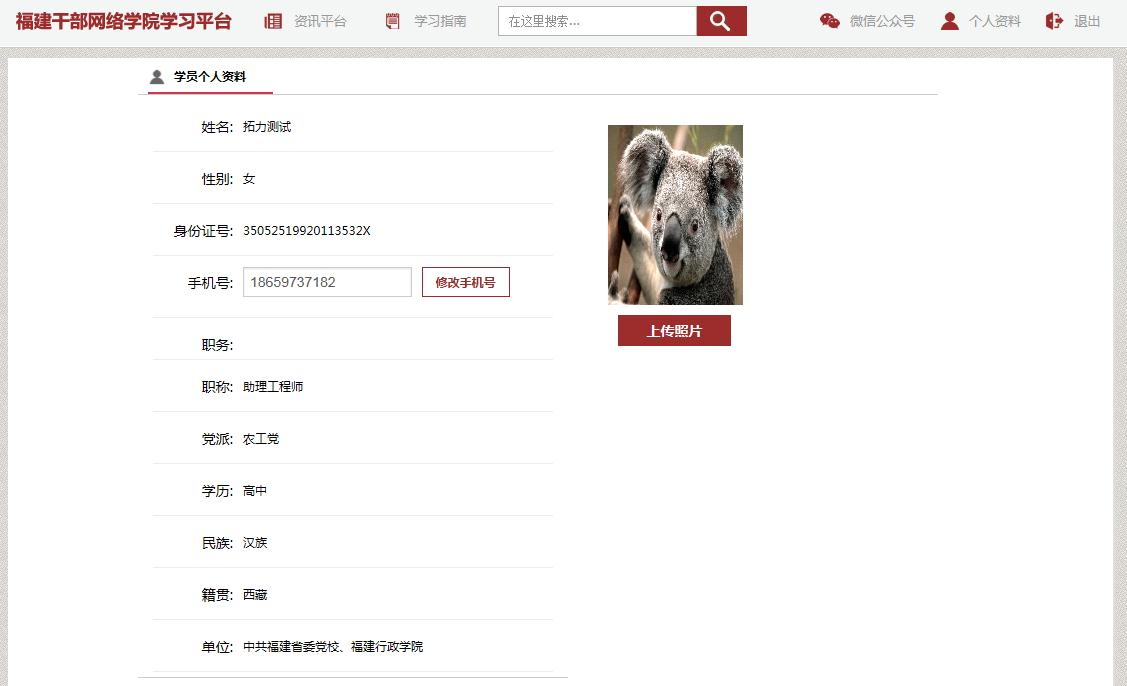 福建干部网络学院学习平台 资讯平台 学习指南 在这里搜索... 微信公众号 个人资料 退出
学员个人资料
姓名: 拓力测试
性别: 女
身份证号: 35052519920113532X
手机号: 18659737182 修改手机号
上传照片
职务:
职称: 助理工程师
党派: 农工党
学历: 高中
民族: 汉族
籍贯: 西藏
单位: 中共福建省委党校、福建行政学院